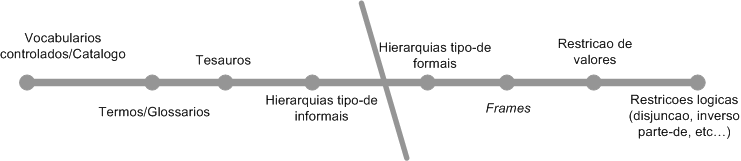 Vocabularios
controlados/Catalogo
Termos/Glossarios
Tesauros
Hierarquias tipo-de
informais
Hierarquias tipo-de
formais
Frames
Restricao de
valores
Restricoes logicas
(disjuncao, inverso
parte-de, etc…)